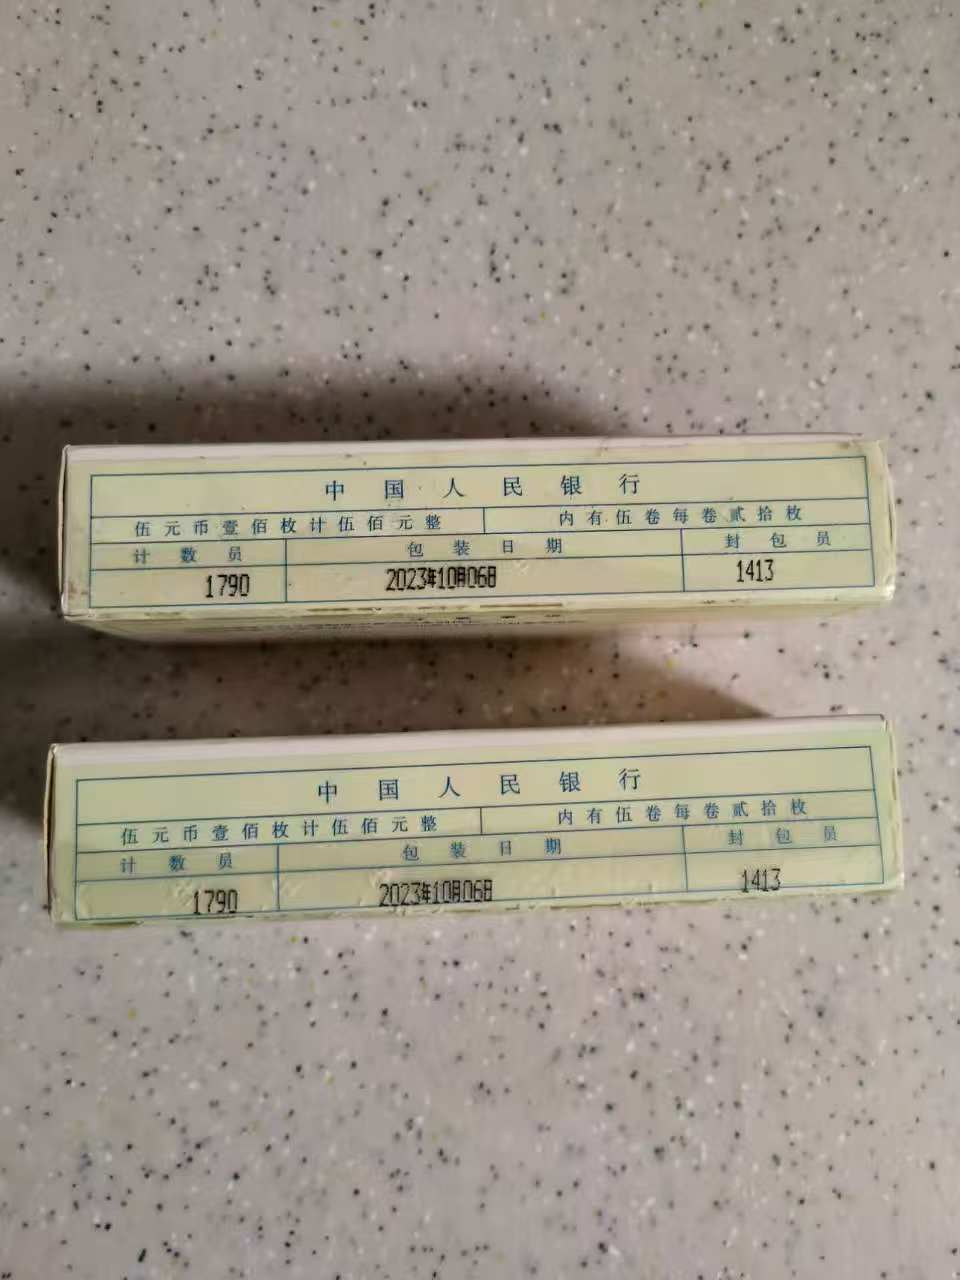 中国人民银行
伍元币壹佰枚计伍佰元整 内有伍卷每卷贰拾枚
计数员 包装日期 封包员
1790 2023年10月06日 1413
中国人民银行
伍元币壹佰枚计伍佰元整 内有伍卷每卷贰拾枚
计数员 包装日期 封包员
1790 2023年10月06日 1413